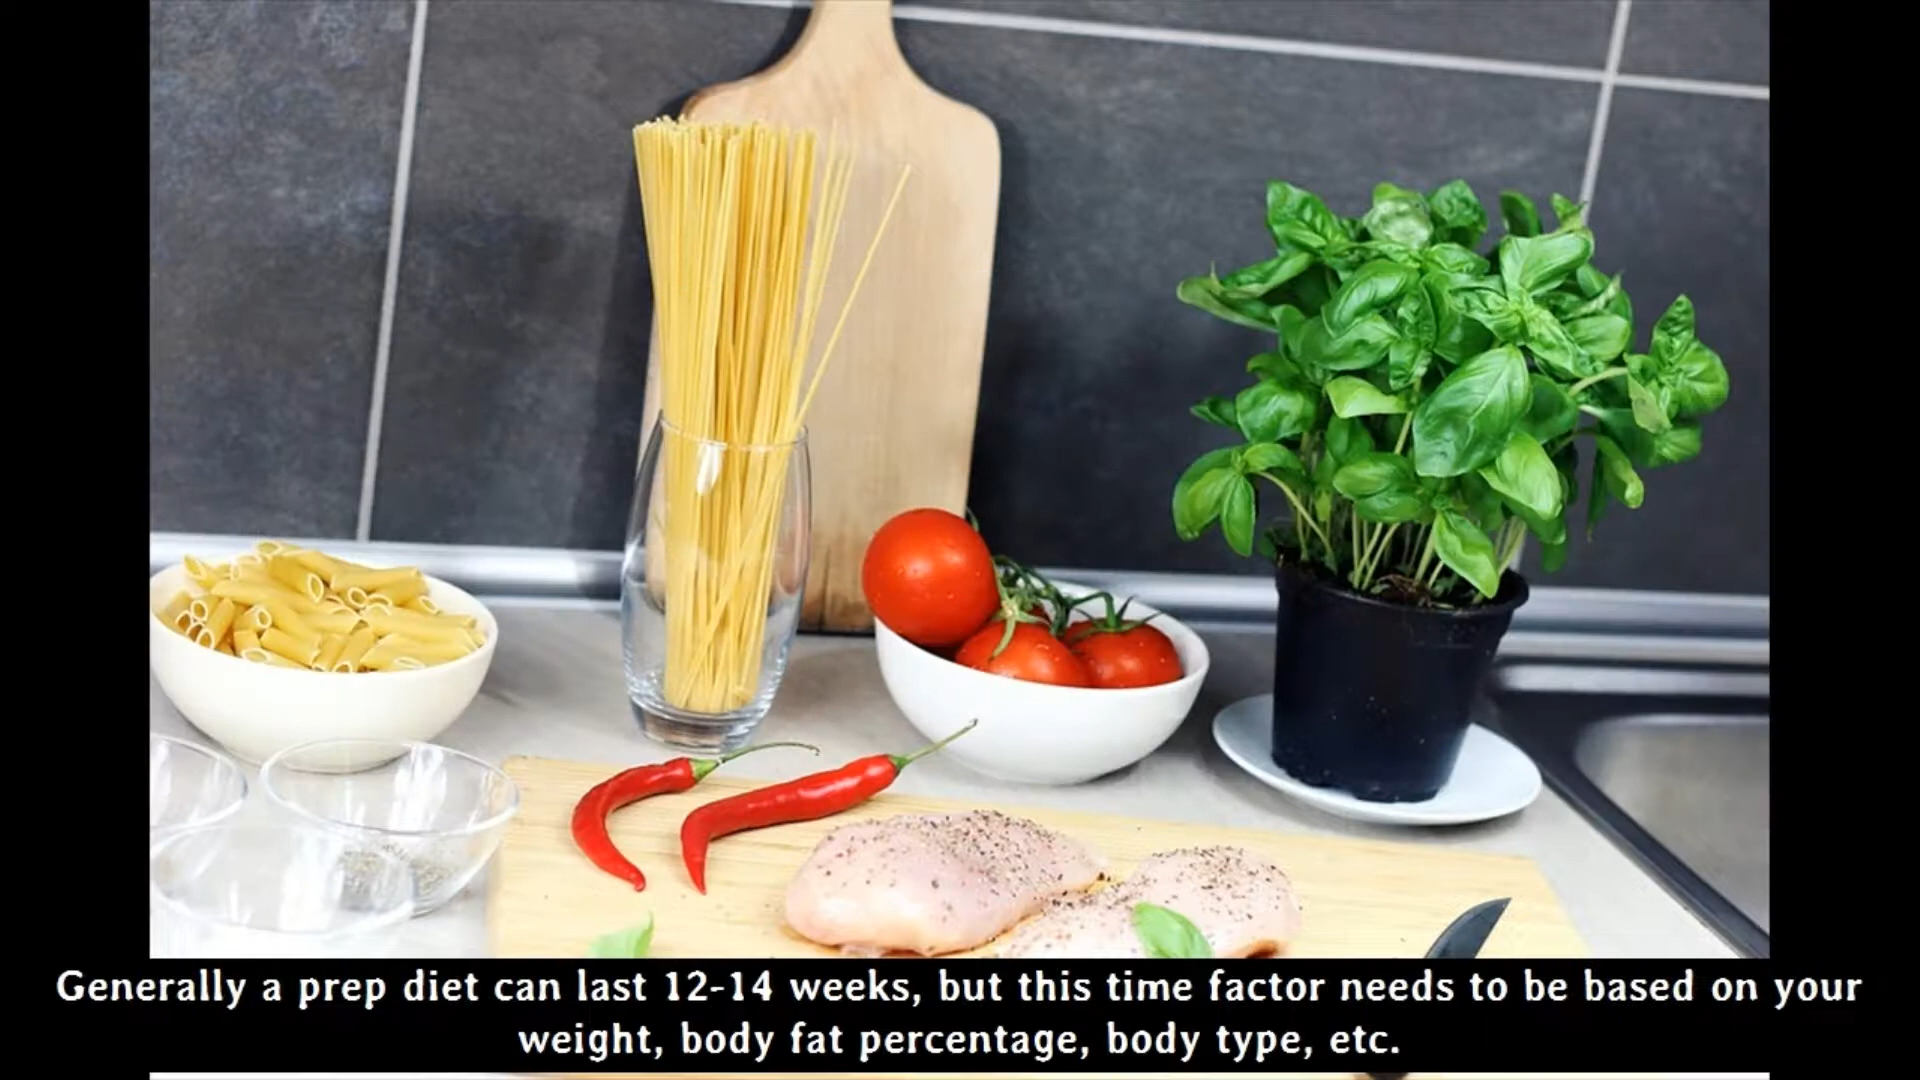 Generally a prep diet can last 12-14 weeks, but this time factor needs to be based on your
weight, body fat percentage, body type, etc.